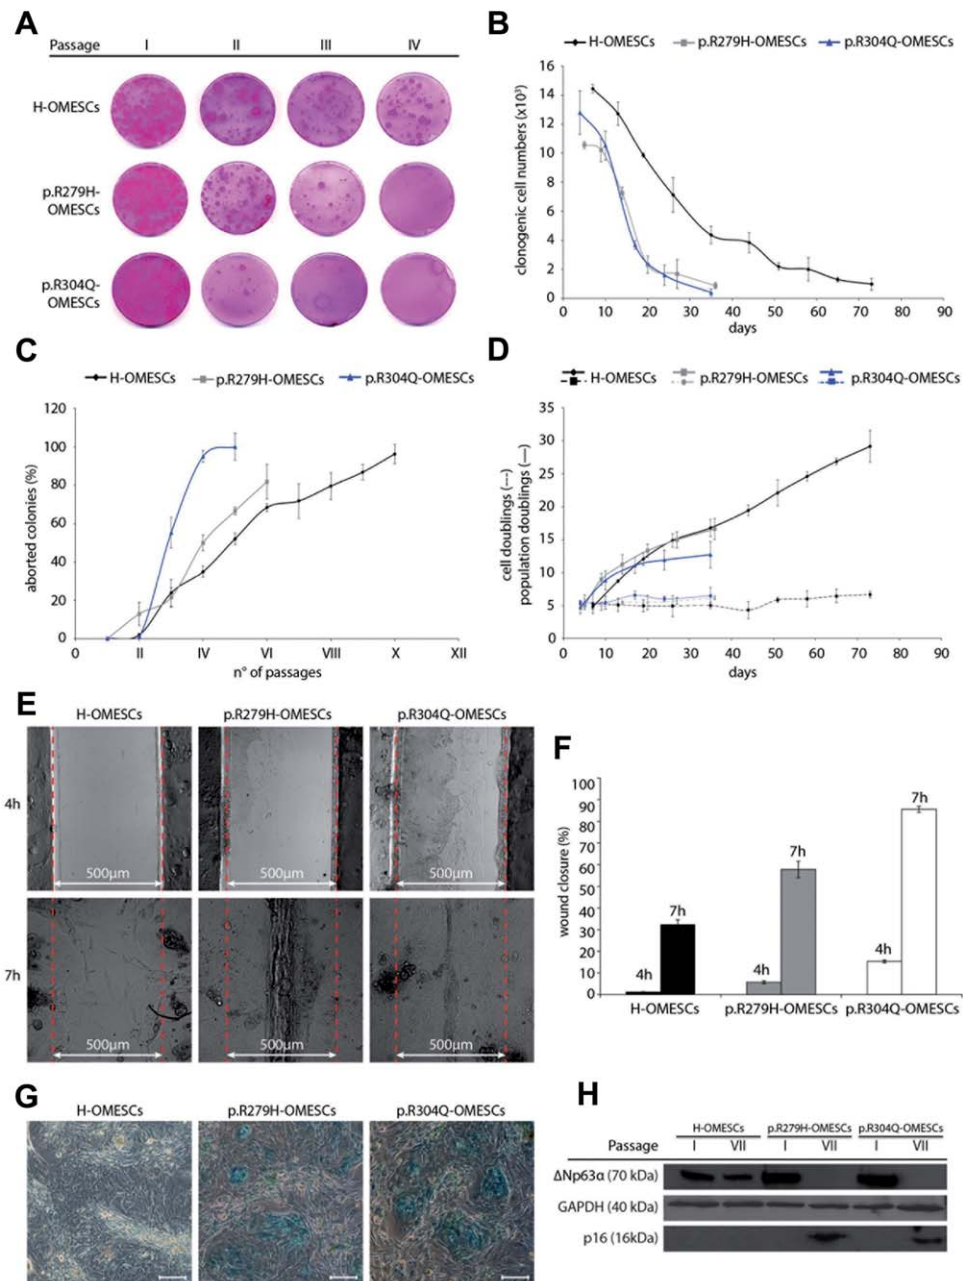 A
Passage I II III IV
H-OMESCs
p.R279H-
OMESCs
p.R304Q-
OMESCs
B
H-OMESCs p.R279H-OMESCs p.R304Q-OMESCs
clonogenic cell numbers (x10³)
16
14
12
10
8
6
4
2
0
0 10 20 30 40 50 60 70 80 90
days
C
H-OMESCs p.R279H-OMESCs p.R304Q-OMESCs
aborted colonies (%)
120
100
80
60
40
20
0
0 II IV VI VIII X XII
n° of passages
D
H-OMESCs p.R279H-OMESCs p.R304Q-OMESCs
cell doublings (---)
population doublings (—)
35
30
25
20
15
10
5
0
0 10 20 30 40 50 60 70 80 90
days
E
H-OMESCs p.R279H-OMESCs p.R304Q-OMESCs
4h
500µm 500µm 500µm
7h
500µm 500µm 500µm
F
wound closure (%)
100
90
80
70
60
50
40
30
20
10
0
4h 7h 4h 7h 4h 7h
H-OMESCs p.R279H-OMESCs p.R304Q-OMESCs
G
H-OMESCs p.R279H-OMESCs p.R304Q-OMESCs
H
H-OMESCs p.R279H-OMESCs p.R304Q-OMESCs
Passage I VII I VII I VII
ΔNp63α (70 kDa)
GAPDH (40 kDa)
p16 (16kDa)